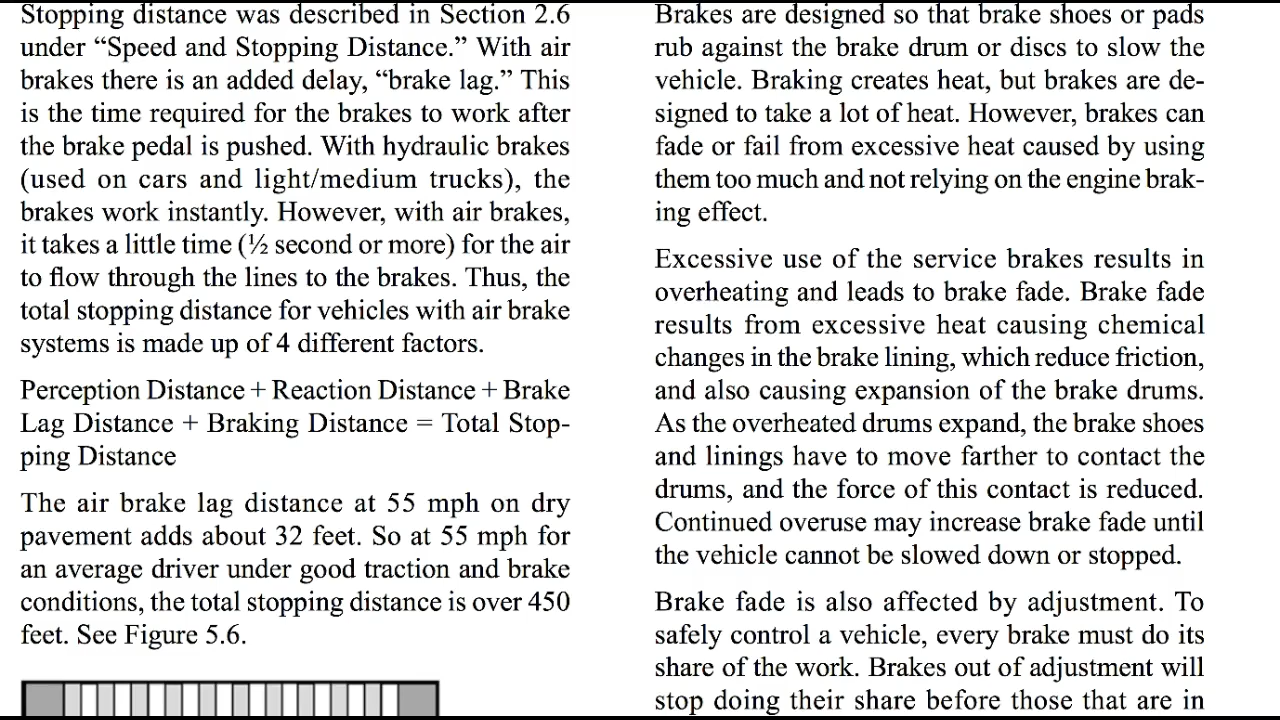 Stopping distance was described in Section 2.6
under “Speed and Stopping Distance.” With air
brakes there is an added delay, “brake lag.” This
is the time required for the brakes to work after
the brake pedal is pushed. With hydraulic brakes
(used on cars and light/medium trucks), the
brakes work instantly. However, with air brakes,
it takes a little time (½ second or more) for the air
to flow through the lines to the brakes. Thus, the
total stopping distance for vehicles with air brake
systems is made up of 4 different factors.
Perception Distance + Reaction Distance + Brake
Lag Distance + Braking Distance = Total Stop-
ping Distance
The air brake lag distance at 55 mph on dry
pavement adds about 32 feet. So at 55 mph for
an average driver under good traction and brake
conditions, the total stopping distance is over 450
feet. See Figure 5.6.
Brakes are designed so that brake shoes or pads
rub against the brake drum or discs to slow the
vehicle. Braking creates heat, but brakes are de-
signed to take a lot of heat. However, brakes can
fade or fail from excessive heat caused by using
them too much and not relying on the engine brak-
ing effect.
Excessive use of the service brakes results in
overheating and leads to brake fade. Brake fade
results from excessive heat causing chemical
changes in the brake lining, which reduce friction,
and also causing expansion of the brake drums.
As the overheated drums expand, the brake shoes
and linings have to move farther to contact the
drums, and the force of this contact is reduced.
Continued overuse may increase brake fade until
the vehicle cannot be slowed down or stopped.
Brake fade is also affected by adjustment. To
safely control a vehicle, every brake must do its
share of the work. Brakes out of adjustment will
stop doing their share before those that are in